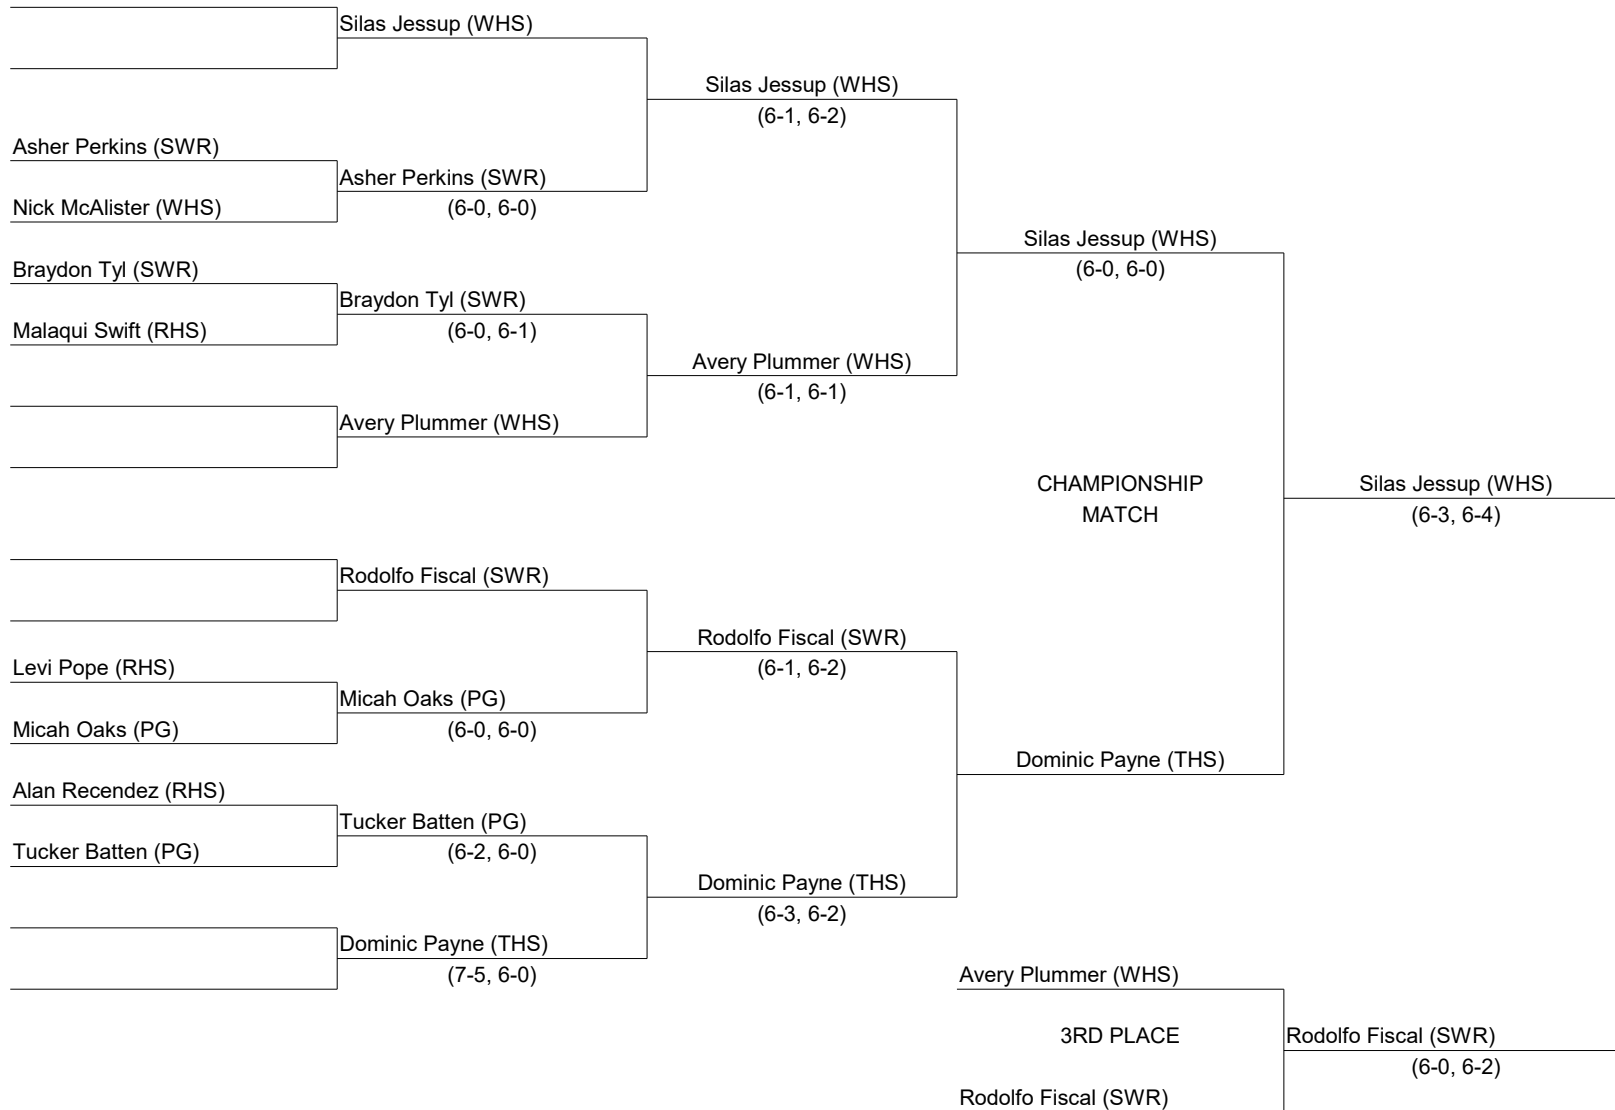 Silas Jessup (WHS)
Silas Jessup (WHS)
(6-1, 6-2)
Asher Perkins (SWR)
Asher Perkins (SWR)
Nick McAlister (WHS)
(6-0, 6-0)
Silas Jessup (WHS)
(6-0, 6-0)
Braydon Tyl (SWR)
Braydon Tyl (SWR)
Malaqui Swift (RHS)
(6-0, 6-1)
Avery Plummer (WHS)
(6-1, 6-1)
Avery Plummer (WHS)
CHAMPIONSHIP
MATCH
Silas Jessup (WHS)
(6-3, 6-4)
Rodolfo Fiscal (SWR)
Rodolfo Fiscal (SWR)
(6-1, 6-2)
Levi Pope (RHS)
Micah Oaks (PG)
Micah Oaks (PG)
(6-0, 6-0)
Dominic Payne (THS)
Alan Recendez (RHS)
Tucker Batten (PG)
Tucker Batten (PG)
(6-2, 6-0)
Dominic Payne (THS)
(6-3, 6-2)
Dominic Payne (THS)
(7-5, 6-0)
Avery Plummer (WHS)
3RD PLACE
Rodolfo Fiscal (SWR)
(6-0, 6-2)
Rodolfo Fiscal (SWR)